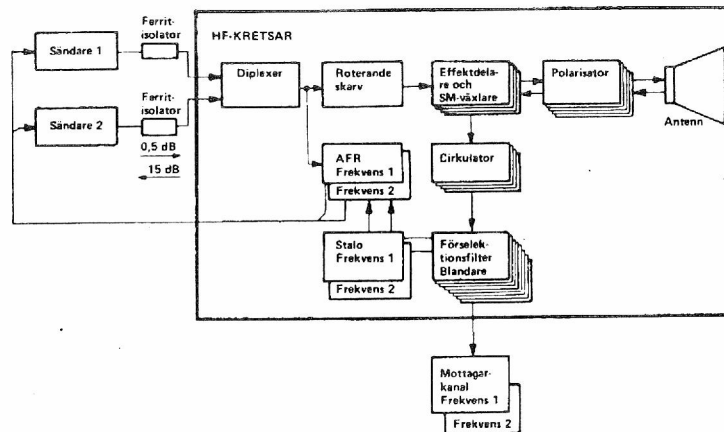 HF-KRETSAR
Ferrit-
isolator
Sändare 1
Diplexer
Roterande
skarv
Effektdela-
re och
SM-växlare
Polarisator
Antenn
Ferrit-
isolator
Sändare 2
0,5 dB
15 dB
AFR
Frekvens 1
Frekvens 2
Cirkulator
Stalo
Frekvens 1
Frekvens 2
Förselek-
tionsfilter
Blandare
Mottagar-
kanal
Frekvens 1
Frekvens 2